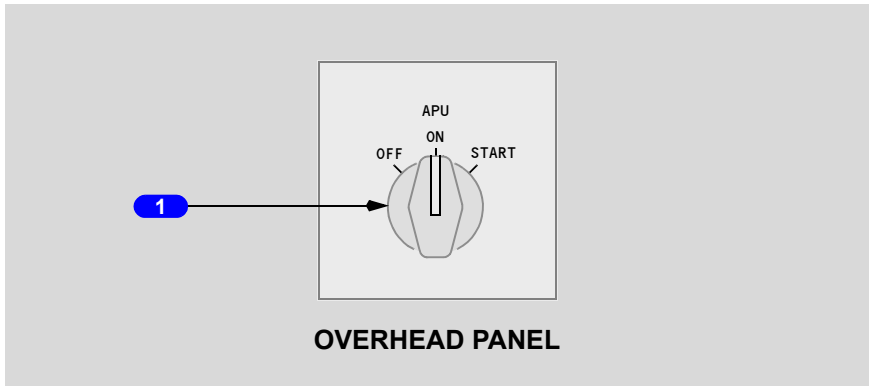 APU
ON
OFF
START
1
OVERHEAD PANEL